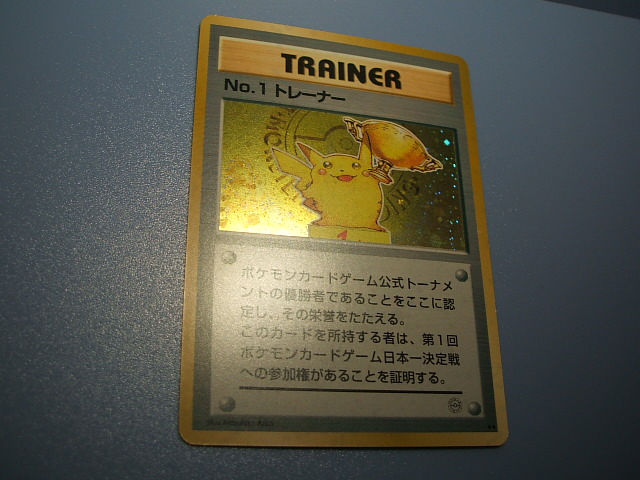 TRAINER
No.1 トレーナー
ポケモンカードゲーム公式トーナメ
ントの優勝者であることをここに認
定し、その栄誉をたたえる。
このカードを所持する者は、第1回
ポケモンカードゲーム日本一決定戦
への参加権があることを証明する。